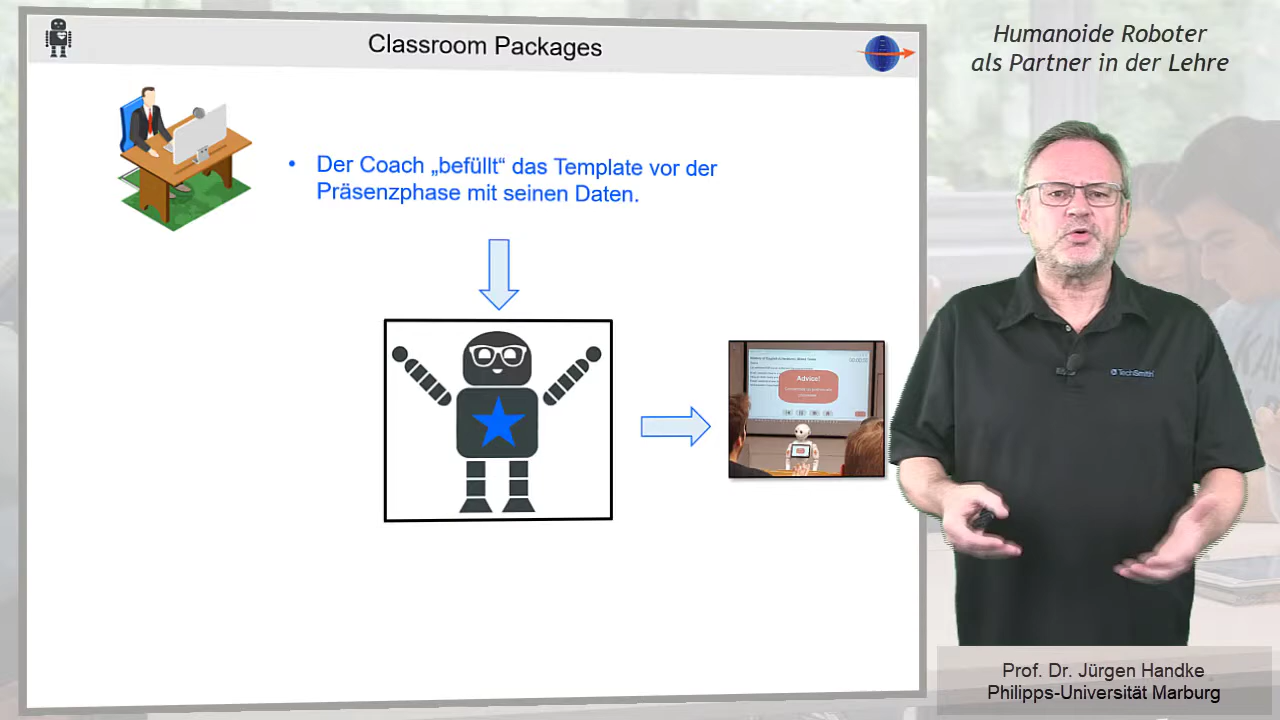 Classroom Packages
Humanoide Roboter
als Partner in der Lehre
• Der Coach „befüllt“ das Template vor der
Präsenzphase mit seinen Daten.
Advice!
TechSmith
Prof. Dr. Jürgen Handke
Philipps-Universität Marburg